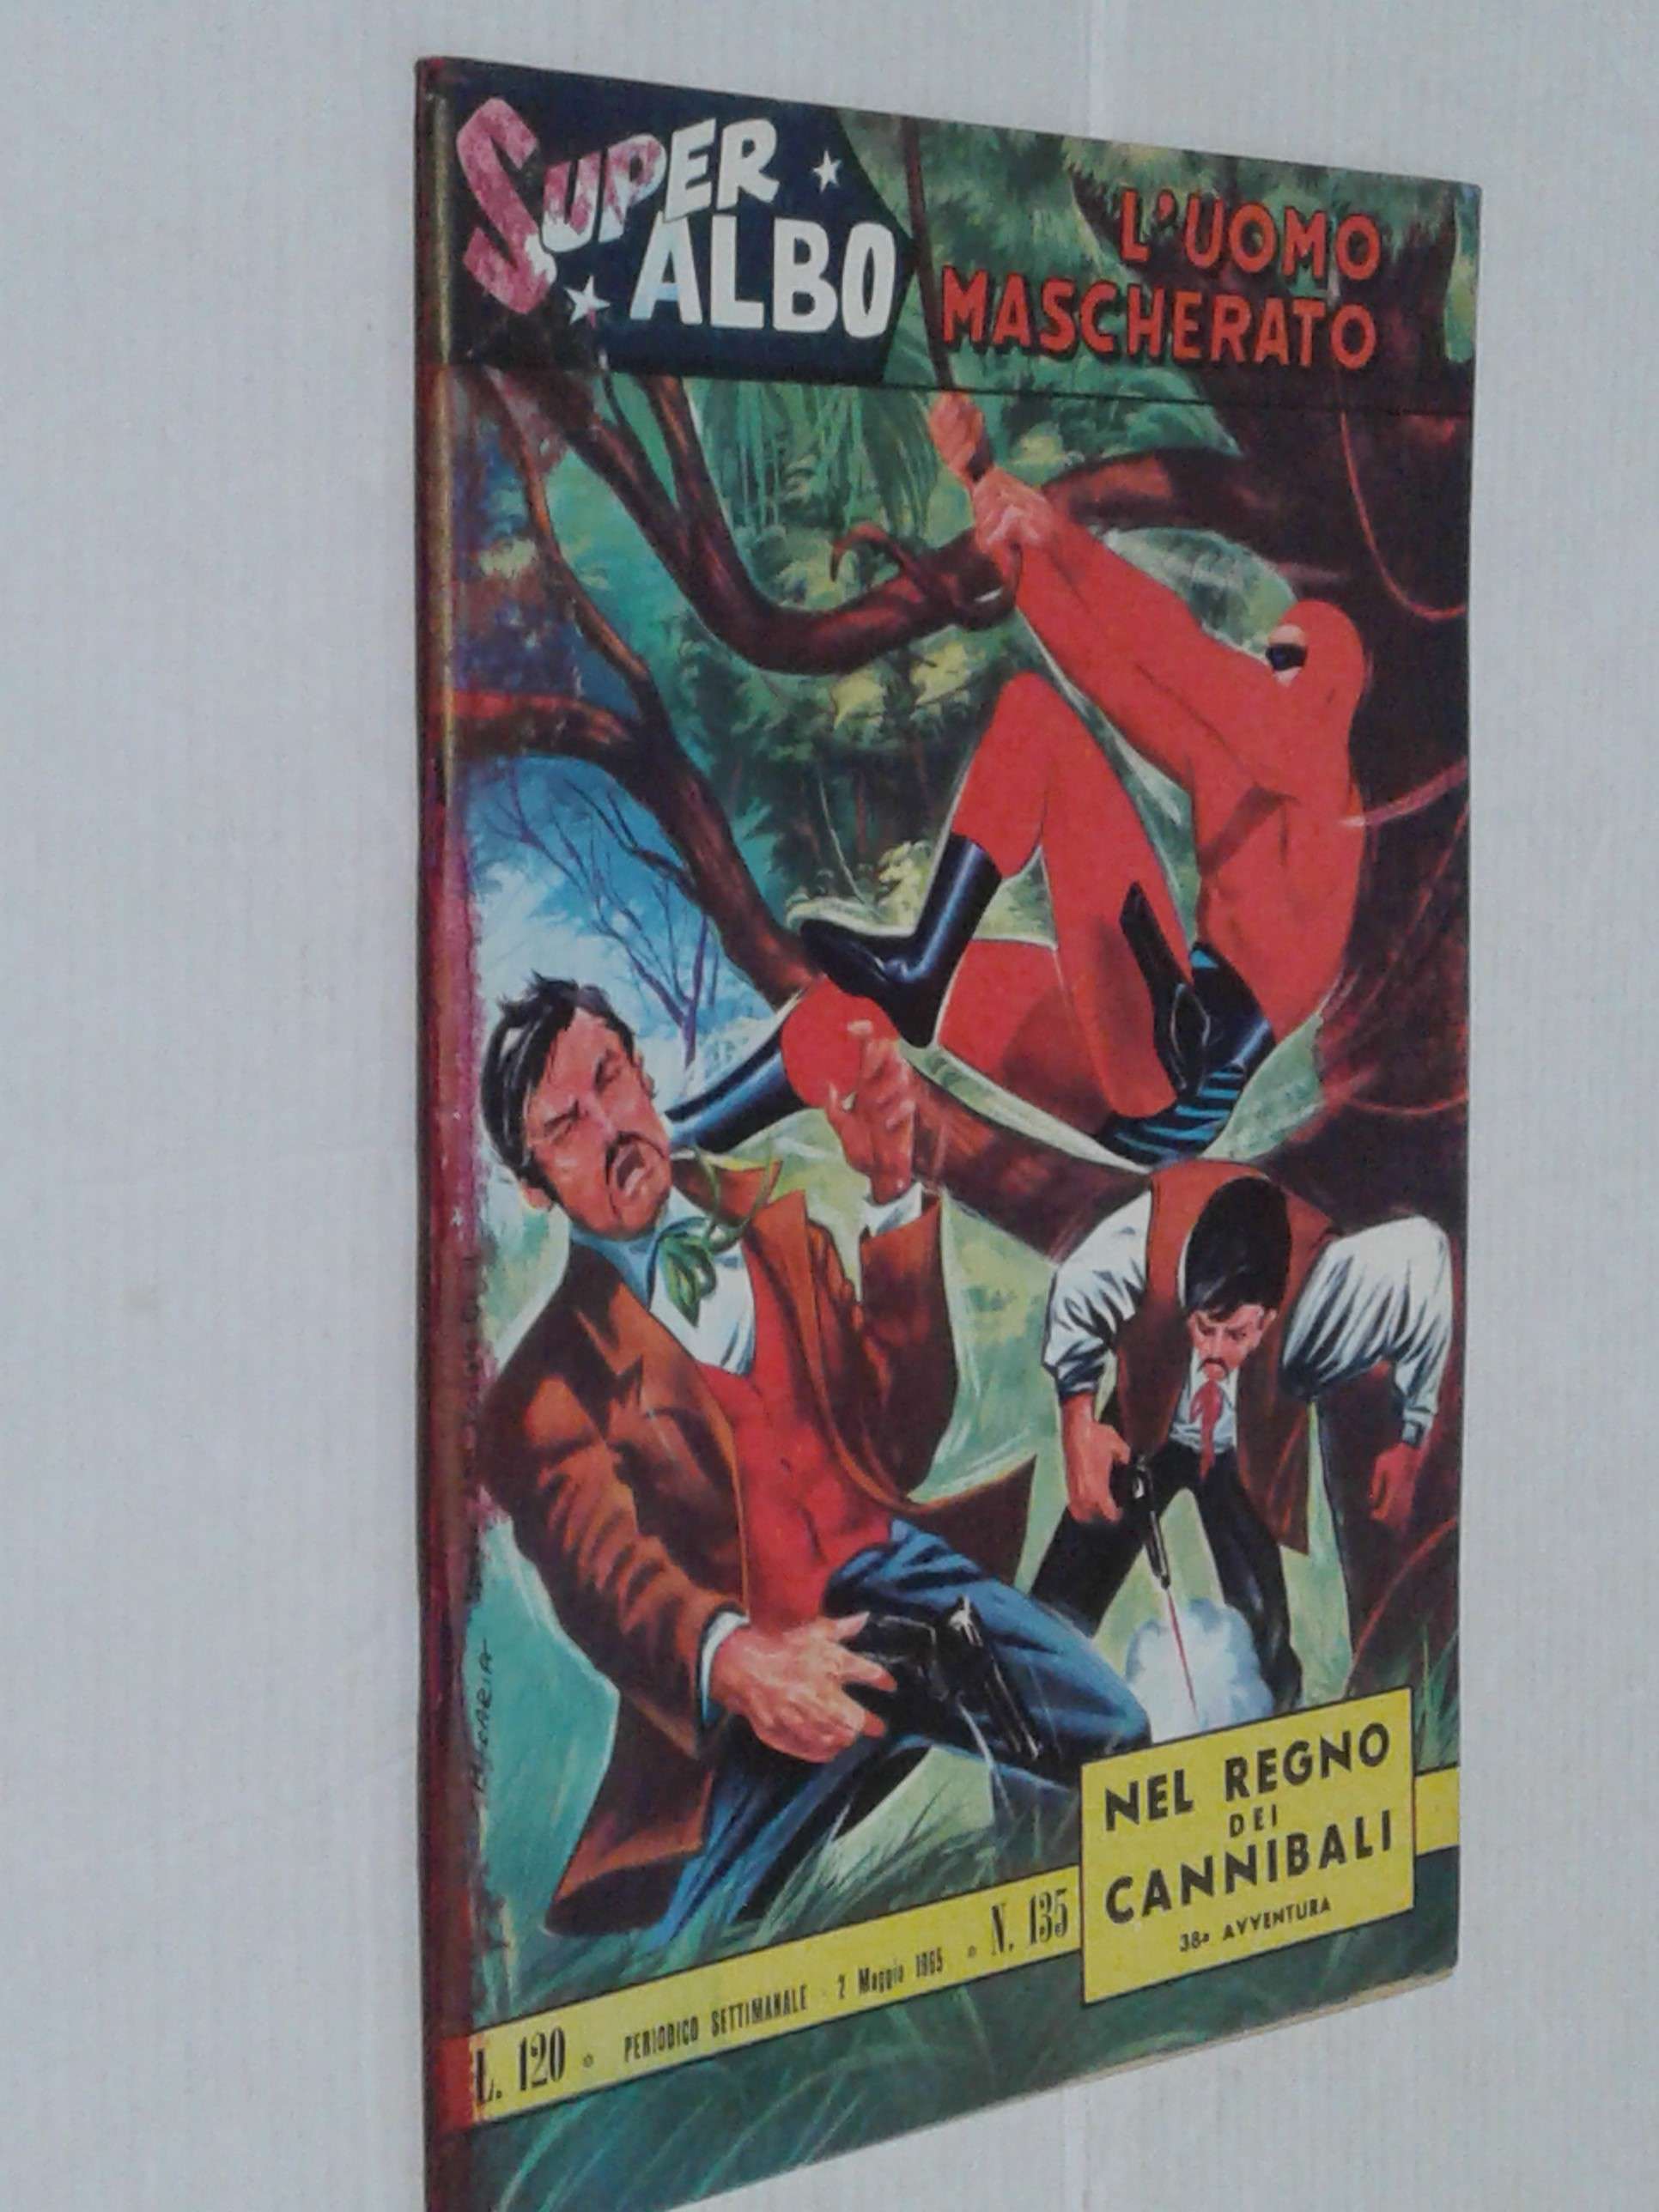 SUPER
ALBO
L'UOMO
MASCHERATO
NEL REGNO
DEI
CANNIBALI
38a AVVENTURA
L. 120 * PERIODICO SETTIMANALE - 2 Maggio 1965 * N. 135